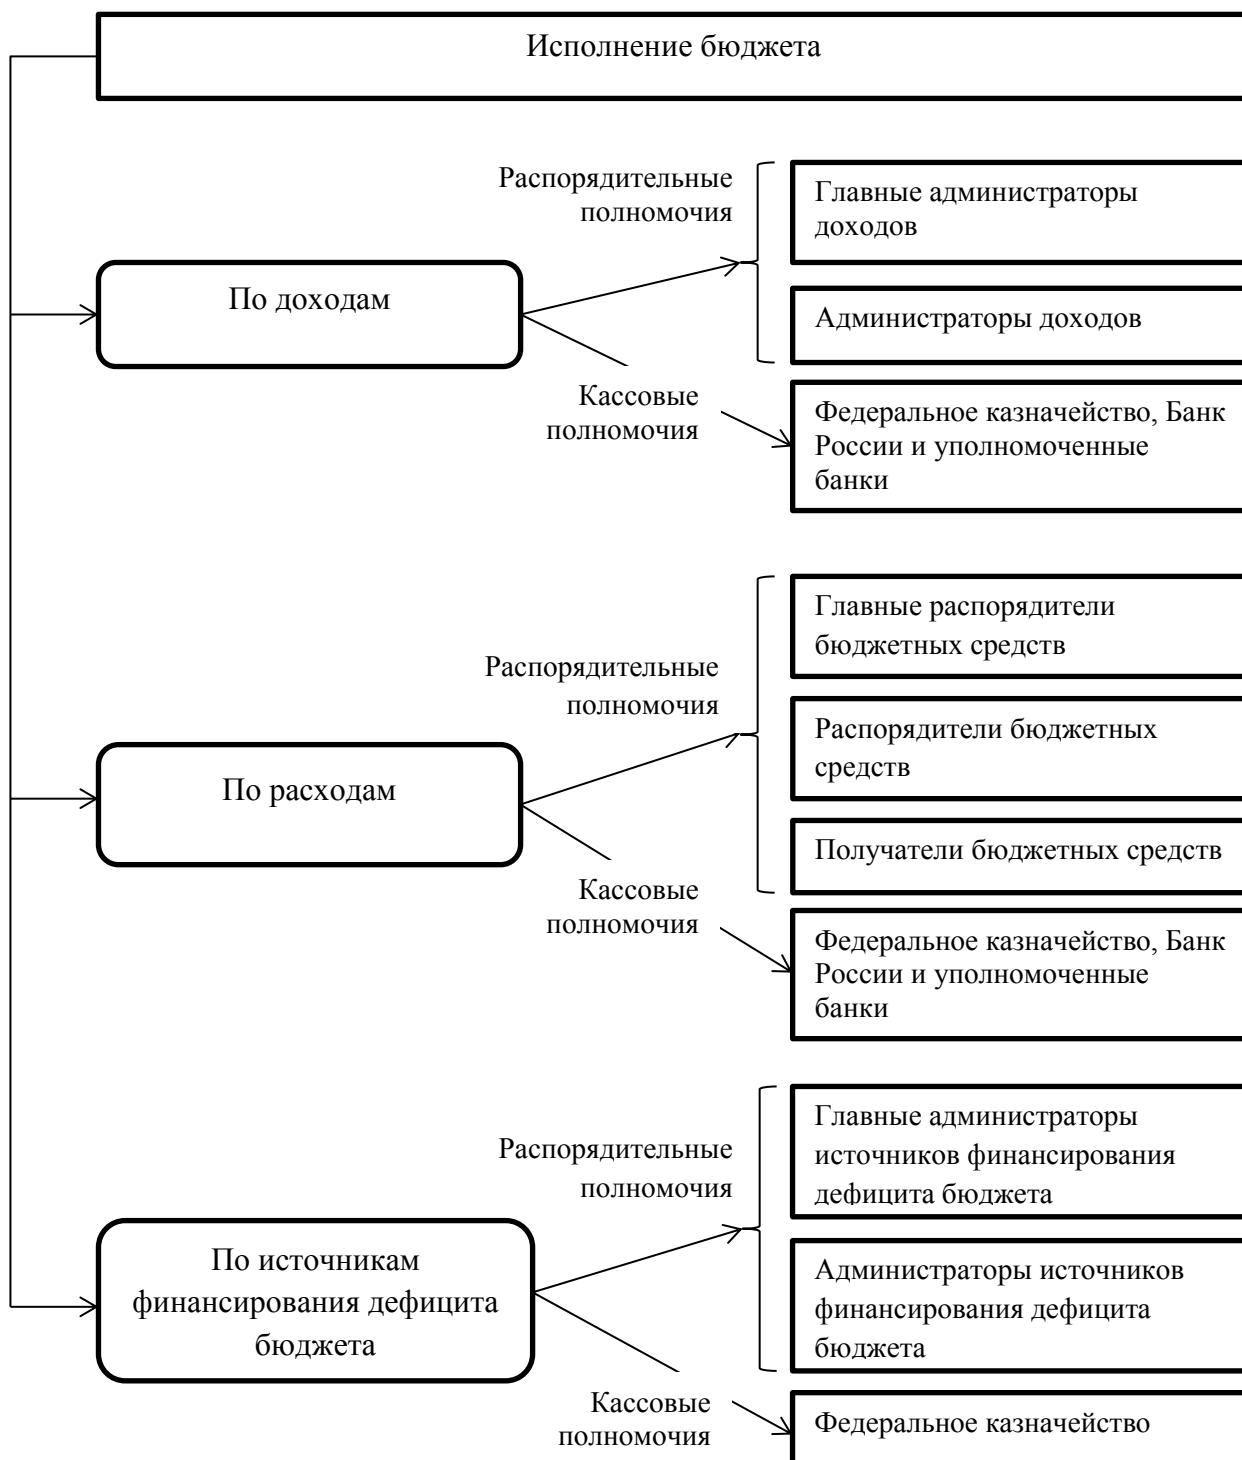 Исполнение бюджета
Распорядительные
полномочия
Главные администраторы
доходов
По доходам
Администраторы доходов
Кассовые
полномочия
Федеральное казначейство, Банк
России и уполномоченные
банки
Главные распорядители
бюджетных средств
Распорядительные
полномочия
Распорядители бюджетных
средств
По расходам
Получатели бюджетных средств
Кассовые
полномочия
Федеральное казначейство, Банк
России и уполномоченные
банки
Главные администраторы
источников финансирования
дефицита бюджета
Распорядительные
полномочия
По источникам
финансирования дефицита
бюджета
Администраторы источников
финансирования дефицита
бюджета
Кассовые
полномочия
Федеральное казначейство